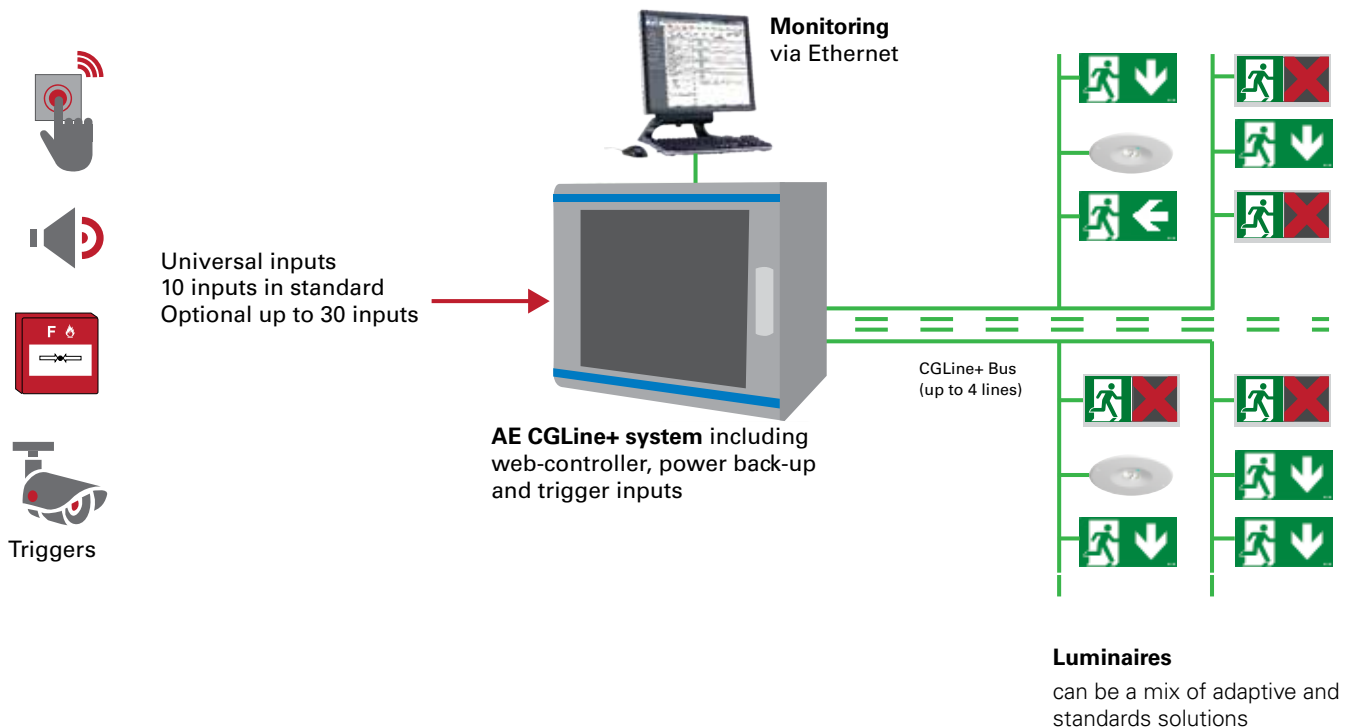 Monitoring
via Ethernet
Universal inputs
10 inputs in standard
Optional up to 30 inputs
F
CGLine+ Bus
(up to 4 lines)
AE CGLine+ system including
web-controller, power back-up
and trigger inputs
Triggers
Luminaires
can be a mix of adaptive and
standards solutions